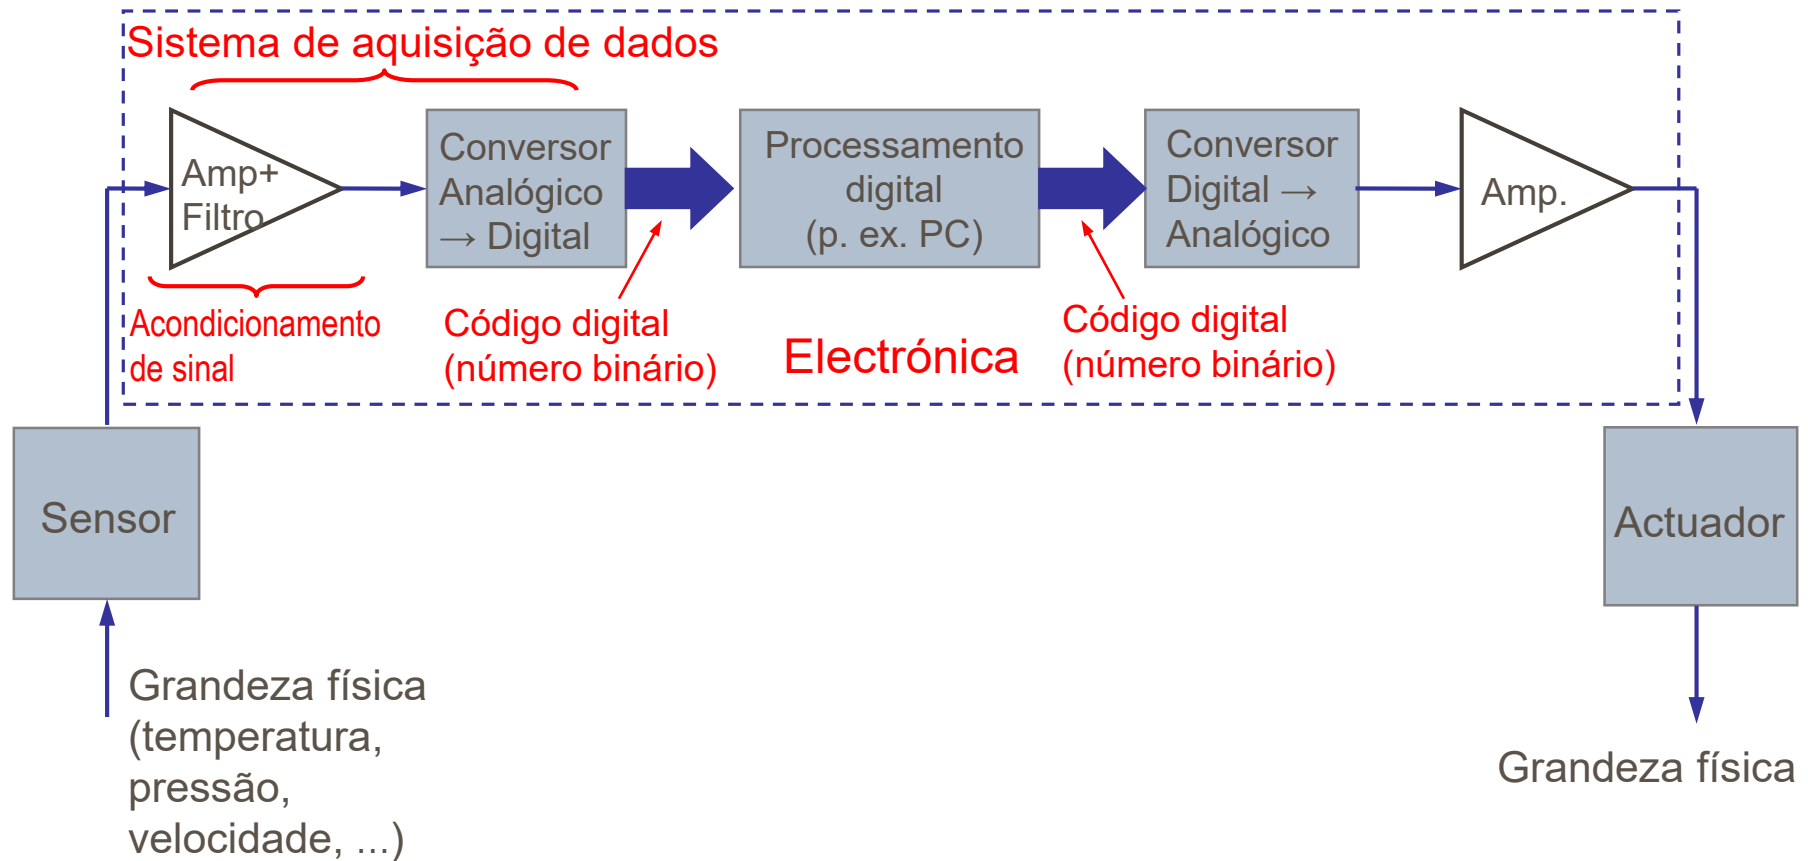 Sistema de aquisição de dados
Amp+
Filtro
Conversor
Analógico
→ Digital
Processamento
digital
(p. ex. PC)
Conversor
Digital →
Analógico
Amp.
Acondicionamento
de sinal
Código digital
(número binário)
Electrónica
Código digital
(número binário)
Sensor
Actuador
Grandeza física
(temperatura,
pressão,
velocidade, ...)
Grandeza física